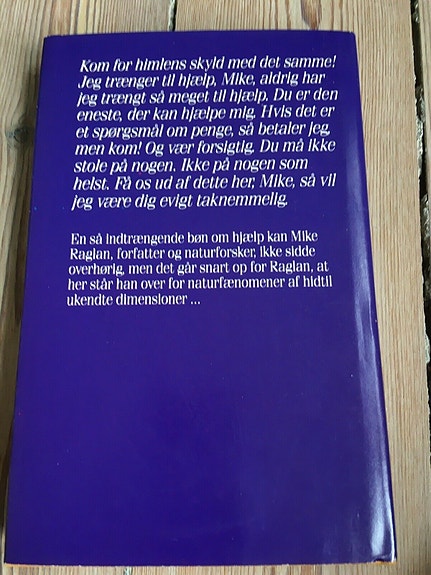 Kom for himlens skyld med det samme!
Jeg trænger til hjælp, Mike, aldrig har
jeg trængt så meget til hjælp. Du er den
eneste, der kan hjælpe mig. Hvis det er
et spørgsmål om penge, så betaler jeg,
men kom! Og vær forsigtig. Du må ikke
stole på nogen. Ikke på nogen som
helst. Få os ud af dette her, Mike, så vil
jeg være dig evigt taknemmelig.
En så indtrængende bøn om hjælp kan Mike
Raglan, forfatter og naturforsker, ikke sidde
overhørig, men det går snart op for Raglan, at
her står han over for naturfænomener af hidtil
ukendte dimensioner ...